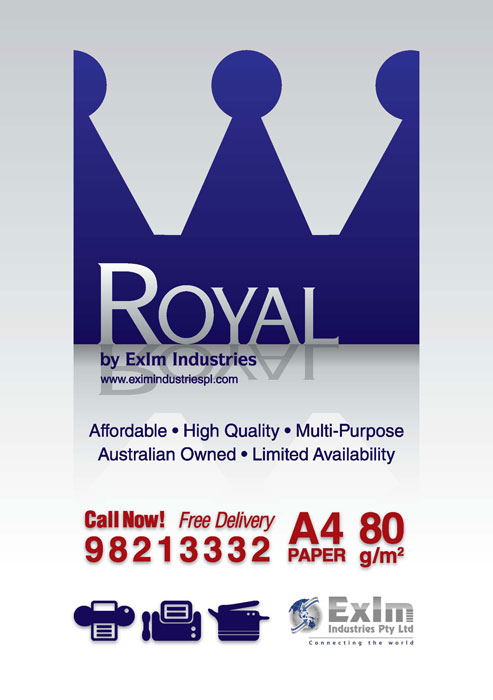 ROYAL
by ExIm Industries
www.eximindustriespl.com
Affordable • High Quality • Multi-Purpose
Australian Owned • Limited Availability
Call Now! Free Delivery
98213332
A4 80
PAPER g/m²
ExIm
Industries Pty Ltd
Connecting the world